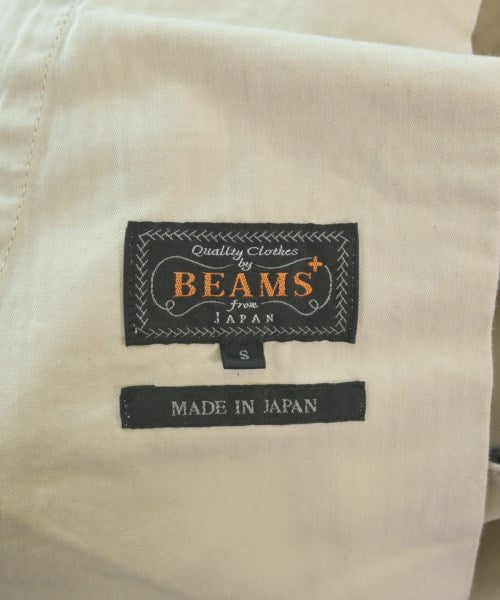 Quality Clothes
by
BEAMS+
from
JAPAN
S
MADE IN JAPAN